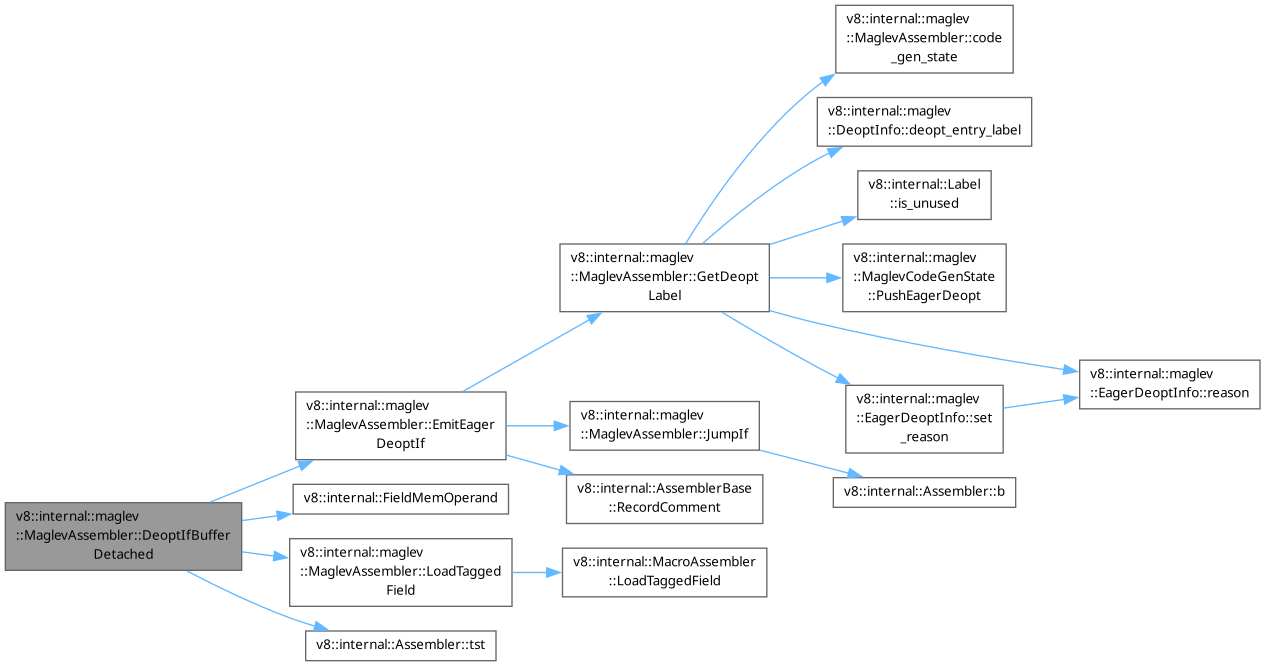 v8::internal::maglev
::MaglevAssembler::code
_gen_state
v8::internal::maglev
::DeoptInfo::deopt_entry_label
v8::internal::Label
::is_unused
v8::internal::maglev
::MaglevAssembler::GetDeopt
Label
v8::internal::maglev
::MaglevCodeGenState
::PushEagerDeopt
v8::internal::maglev
::EagerDeoptInfo::reason
v8::internal::maglev
::EagerDeoptInfo::set
_reason
v8::internal::maglev
::MaglevAssembler::EmitEager
DeoptIf
v8::internal::maglev
::MaglevAssembler::JumpIf
v8::internal::AssemblerBase
::RecordComment
v8::internal::Assembler::b
v8::internal::FieldMemOperand
v8::internal::maglev
::MaglevAssembler::DeoptIfBuffer
Detached
v8::internal::maglev
::MaglevAssembler::LoadTagged
Field
v8::internal::MacroAssembler
::LoadTaggedField
v8::internal::Assembler::tst